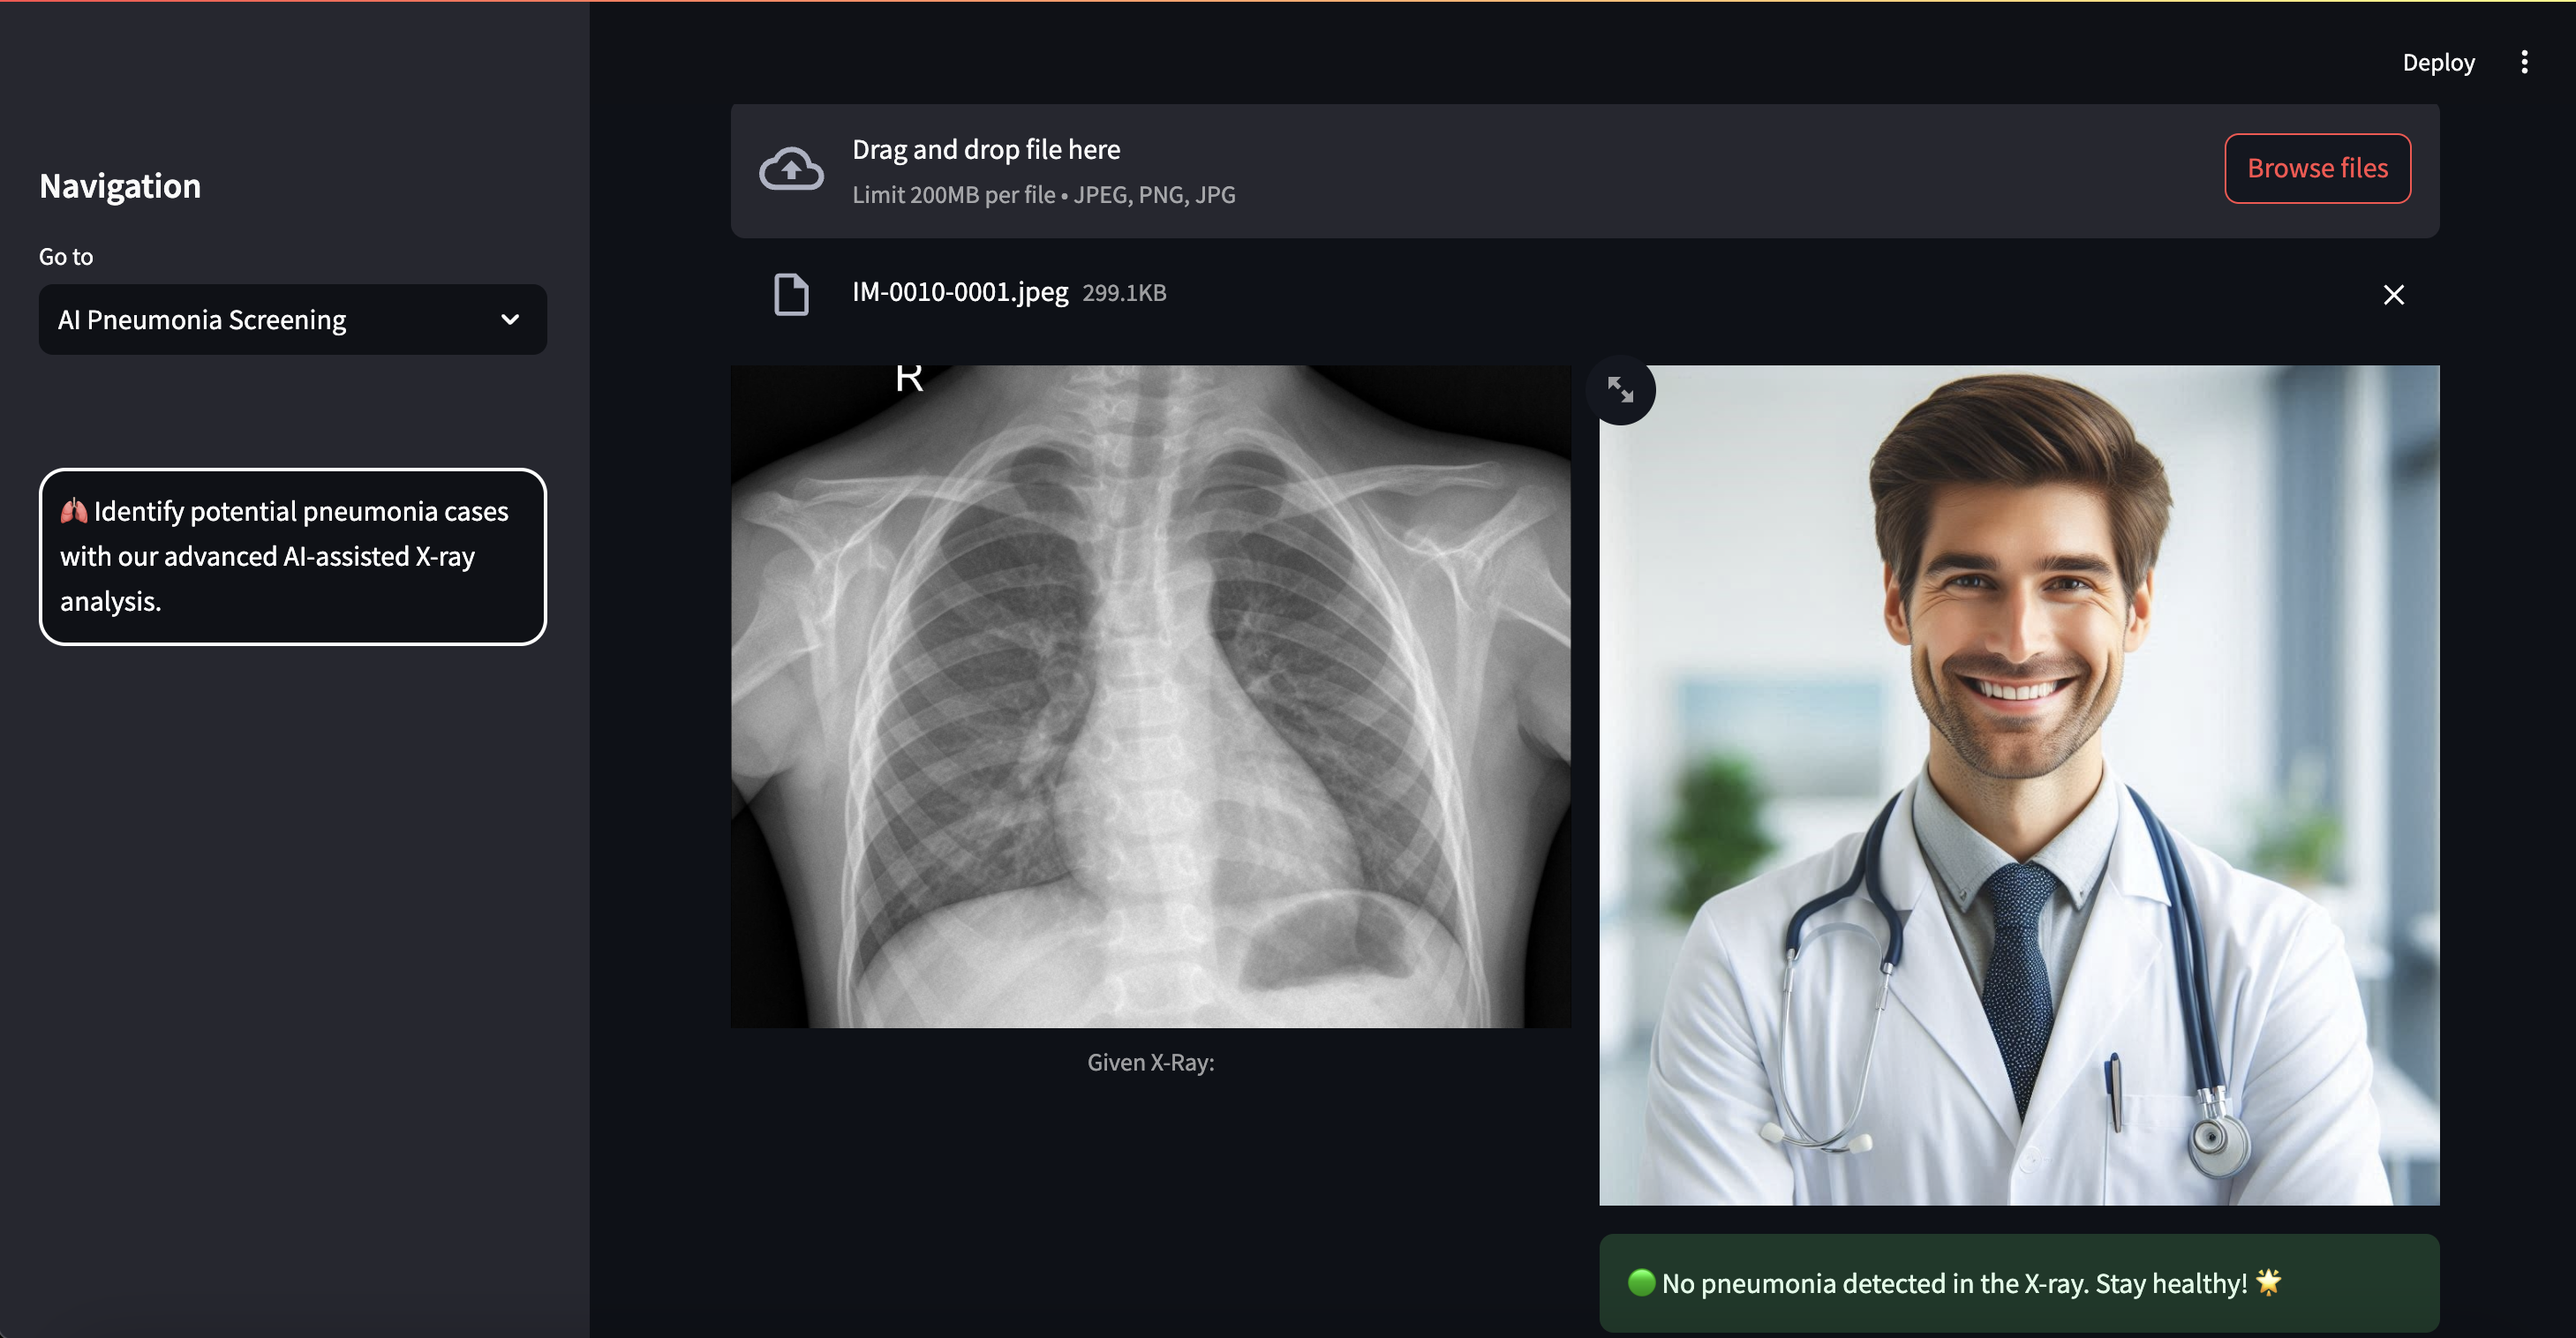 Deploy
Navigation
Go to
AI Pneumonia Screening
🫁 Identify potential pneumonia cases
with our advanced AI-assisted X-ray
analysis.
Drag and drop file here
Limit 200MB per file • JPEG, PNG, JPG
Browse files
IM-0010-0001.jpeg 299.1KB
R
Given X-Ray:
🟢 No pneumonia detected in the X-ray. Stay healthy! 🌟